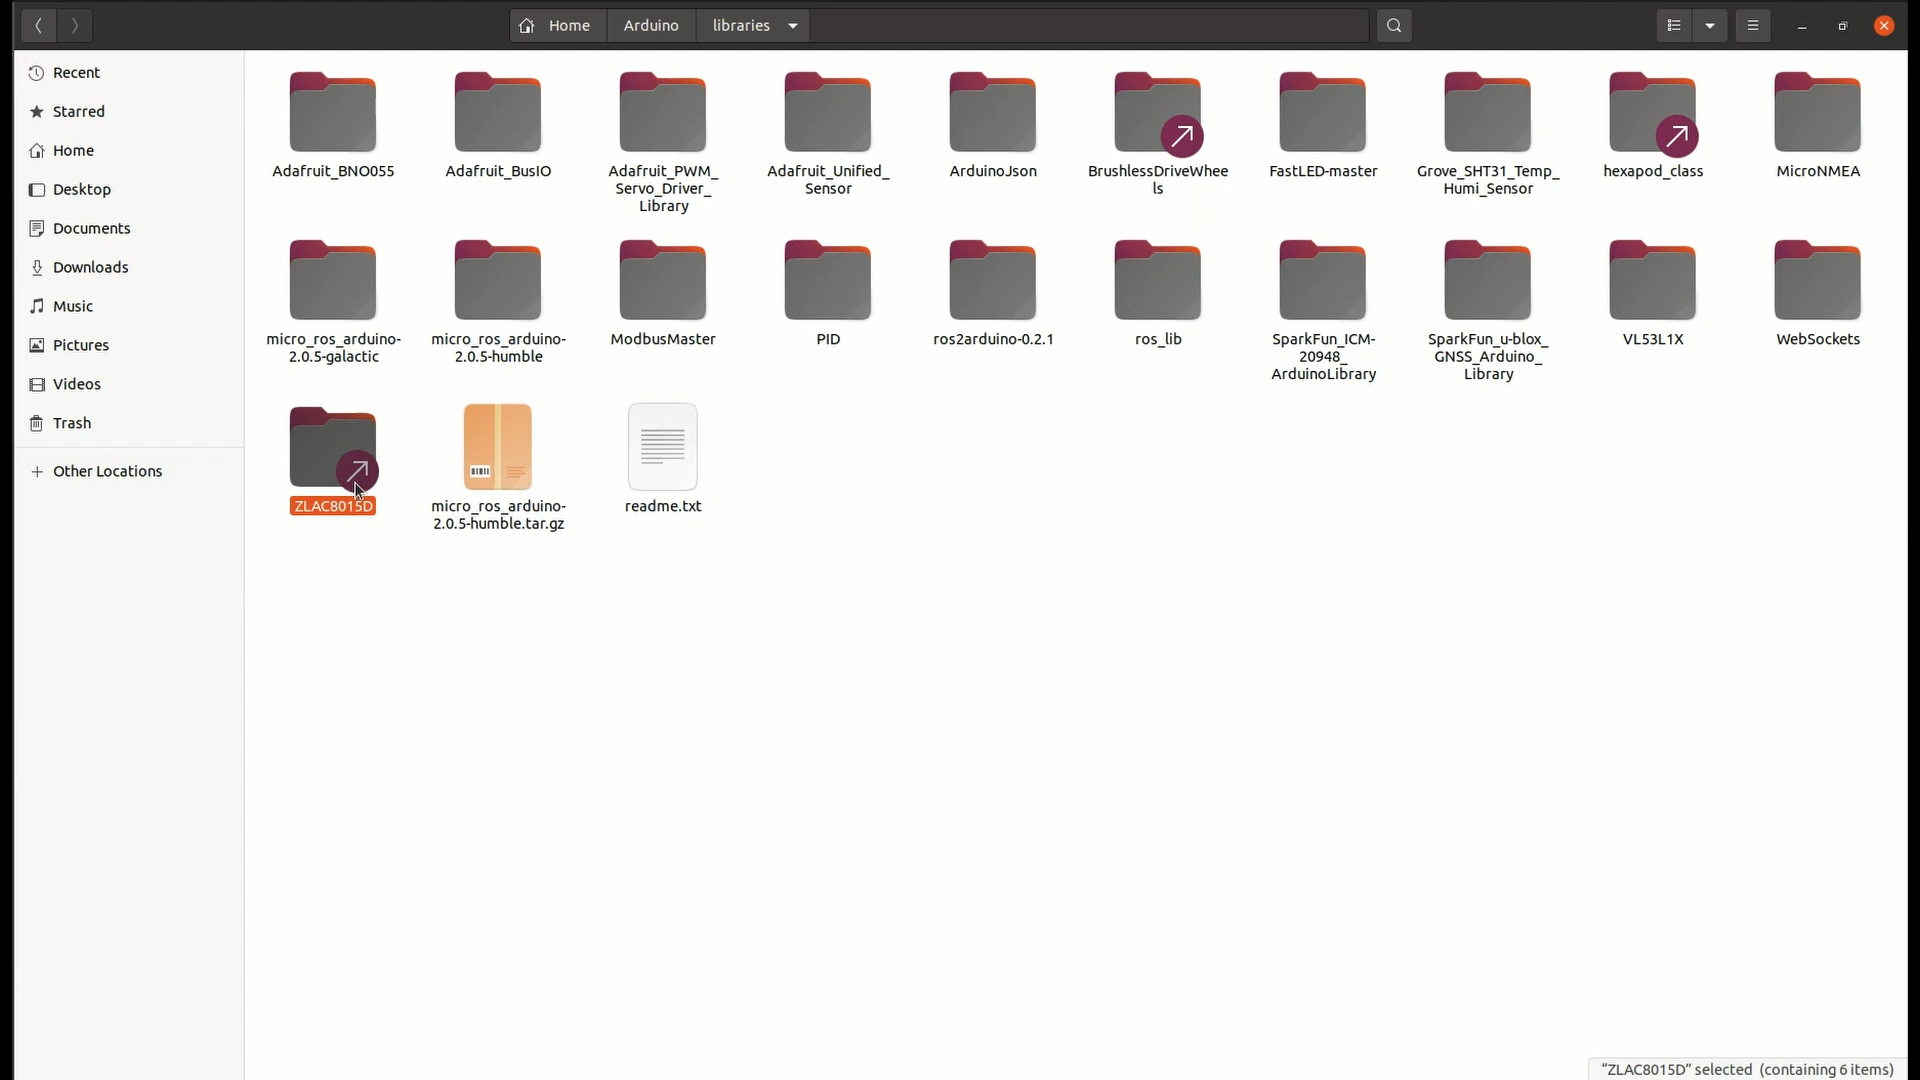 Home Arduino libraries
Recent
Starred
Home
Desktop
Documents
Downloads
Music
Pictures
Videos
Trash
Other Locations
Adafruit_BNO055
Adafruit_BusIO
Adafruit_PWM_
Servo_Driver_
Library
Adafruit_Unified_
Sensor
ArduinoJson
BrushlessDriveWhee
ls
FastLED-master
Grove_SHT31_Temp_
Humi_Sensor
hexapod_class
MicroNMEA
micro_ros_arduino-
2.0.5-galactic
micro_ros_arduino-
2.0.5-humble
ModbusMaster
PID
ros2arduino-0.2.1
ros_lib
SparkFun_ICM-
20948_
ArduinoLibrary
SparkFun_u-blox_
GNSS_Arduino_
Library
VL53L1X
WebSockets
ZLAC8015D
micro_ros_arduino-
2.0.5-humble.tar.gz
readme.txt
"ZLAC8015D" selected (containing 6 items)